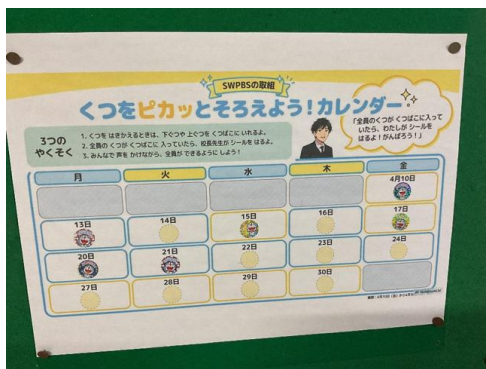 SWPBSの取組
くつをピカッとそろえよう!カレンダー
3つの
やくそく
1. くつを はきかえるときは、下ぐつや 上ぐつを くつばこに いれるよ。
2. 全員の くつが くつばこに 入っていたら、校長先生が シールを はるよ。
3. みんなで 声を かけながら、全員が できるように しよう!
「全員のくつが くつばこに入って
いたら、わたしが シールを
はるよ!がんばろう!」
月 火 水 木 金
4月10日
13日 14日 15日 16日 17日
20日 21日 22日 23日 24日
27日 28日 29日 30日